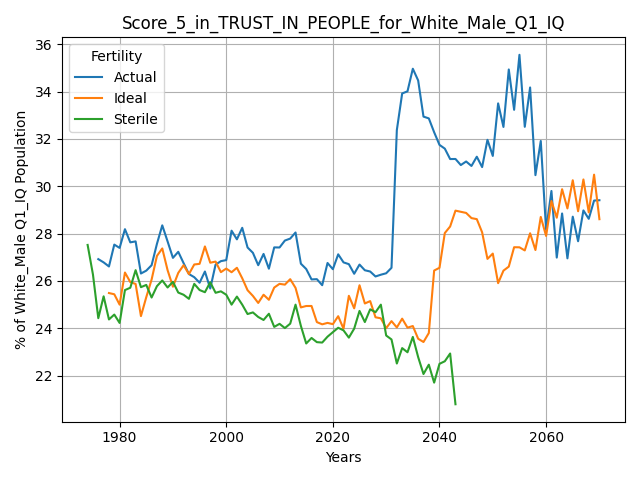 Score_5_in_TRUST_IN_PEOPLE_for_White_Male_Q1_IQ
% of White_Male Q1_IQ Population
36
34
32
30
28
26
24
22
Fertility
Actual
Ideal
Sterile
1980
2000
2020
2040
2060
Years